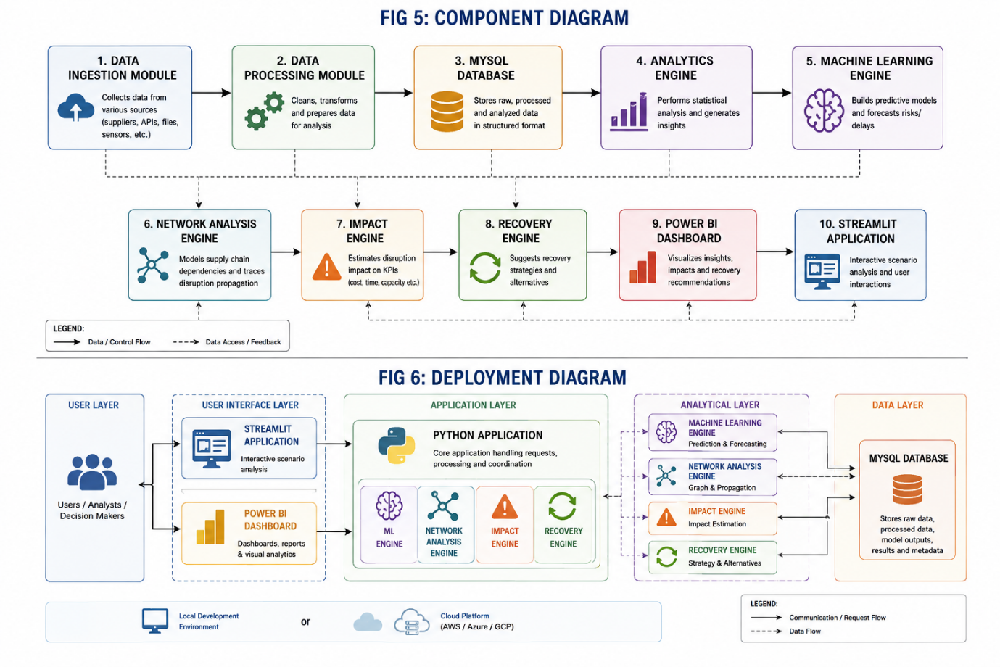 FIG 5: COMPONENT DIAGRAM
1. DATA
INGESTION MODULE
Collects data from
various sources
(suppliers, APIs, files,
sensors, etc.)
2. DATA
PROCESSING MODULE
Cleans, transforms
and prepares data
for analysis
3. MYSQL
DATABASE
Stores raw, processed
and analyzed data
in structured format
4. ANALYTICS
ENGINE
Performs statistical
analysis and generates
insights
5. MACHINE LEARNING
ENGINE
Builds predictive models
and forecasts risks/
delays
6. NETWORK ANALYSIS
ENGINE
Models supply chain
dependencies and traces
disruption propagation
7. IMPACT
ENGINE
Estimates disruption
impact on KPIs
(cost, time, capacity etc.)
8. RECOVERY
ENGINE
Suggests recovery
strategies and
alternatives
9. POWER BI
DASHBOARD
Visualizes insights,
impacts and recovery
recommendations
10. STREAMLIT
APPLICATION
Interactive scenario
analysis and user
interactions
LEGEND:
Data / Control Flow
Data Access / Feedback
FIG 6: DEPLOYMENT DIAGRAM
USER LAYER
Users / Analysts /
Decision Makers
USER INTERFACE LAYER
STREAMLIT
APPLICATION
Interactive scenario
analysis
POWER BI
DASHBOARD
Dashboards, reports
& visual analytics
APPLICATION LAYER
PYTHON APPLICATION
Core application handling requests,
processing and coordination
ML
ENGINE
NETWORK
ANALYSIS
ENGINE
IMPACT
ENGINE
RECOVERY
ENGINE
ANALYTICAL LAYER
MACHINE LEARNING
ENGINE
Prediction & Forecasting
NETWORK ANALYSIS
ENGINE
Graph & Propagation
IMPACT ENGINE
Impact Estimation
RECOVERY ENGINE
Strategy & Alternatives
DATA LAYER
MYSQL DATABASE
Stores raw data,
processed data,
model outputs,
results and metadata
Local Development
Environment
or
Cloud Platform
(AWS / Azure / GCP)
LEGEND:
Communication / Request Flow
Data Flow